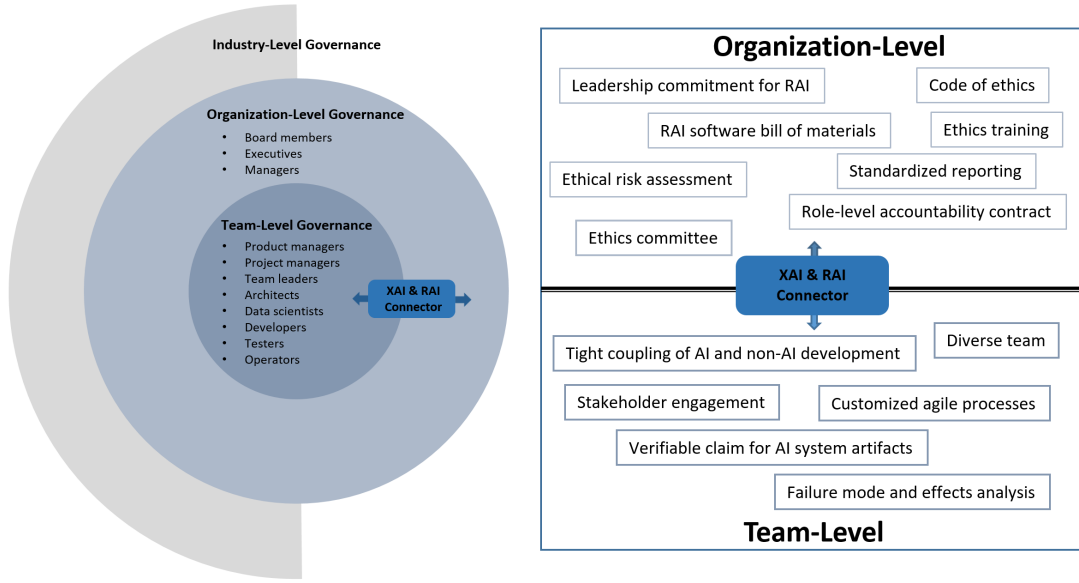 Industry-Level Governance
Organization-Level Governance
• Board members
• Executives
• Managers
Team-Level Governance
• Product managers
• Project managers
• Team leaders
• Architects
• Data scientists
• Developers
• Testers
• Operators
XAI & RAI
Connector
Organization-Level
Leadership commitment for RAI
Code of ethics
RAI software bill of materials
Ethics training
Ethical risk assessment
Standardized reporting
Role-level accountability contract
Ethics committee
XAI & RAI
Connector
Tight coupling of AI and non-AI development
Diverse team
Stakeholder engagement
Customized agile processes
Verifiable claim for AI system artifacts
Failure mode and effects analysis
Team-Level